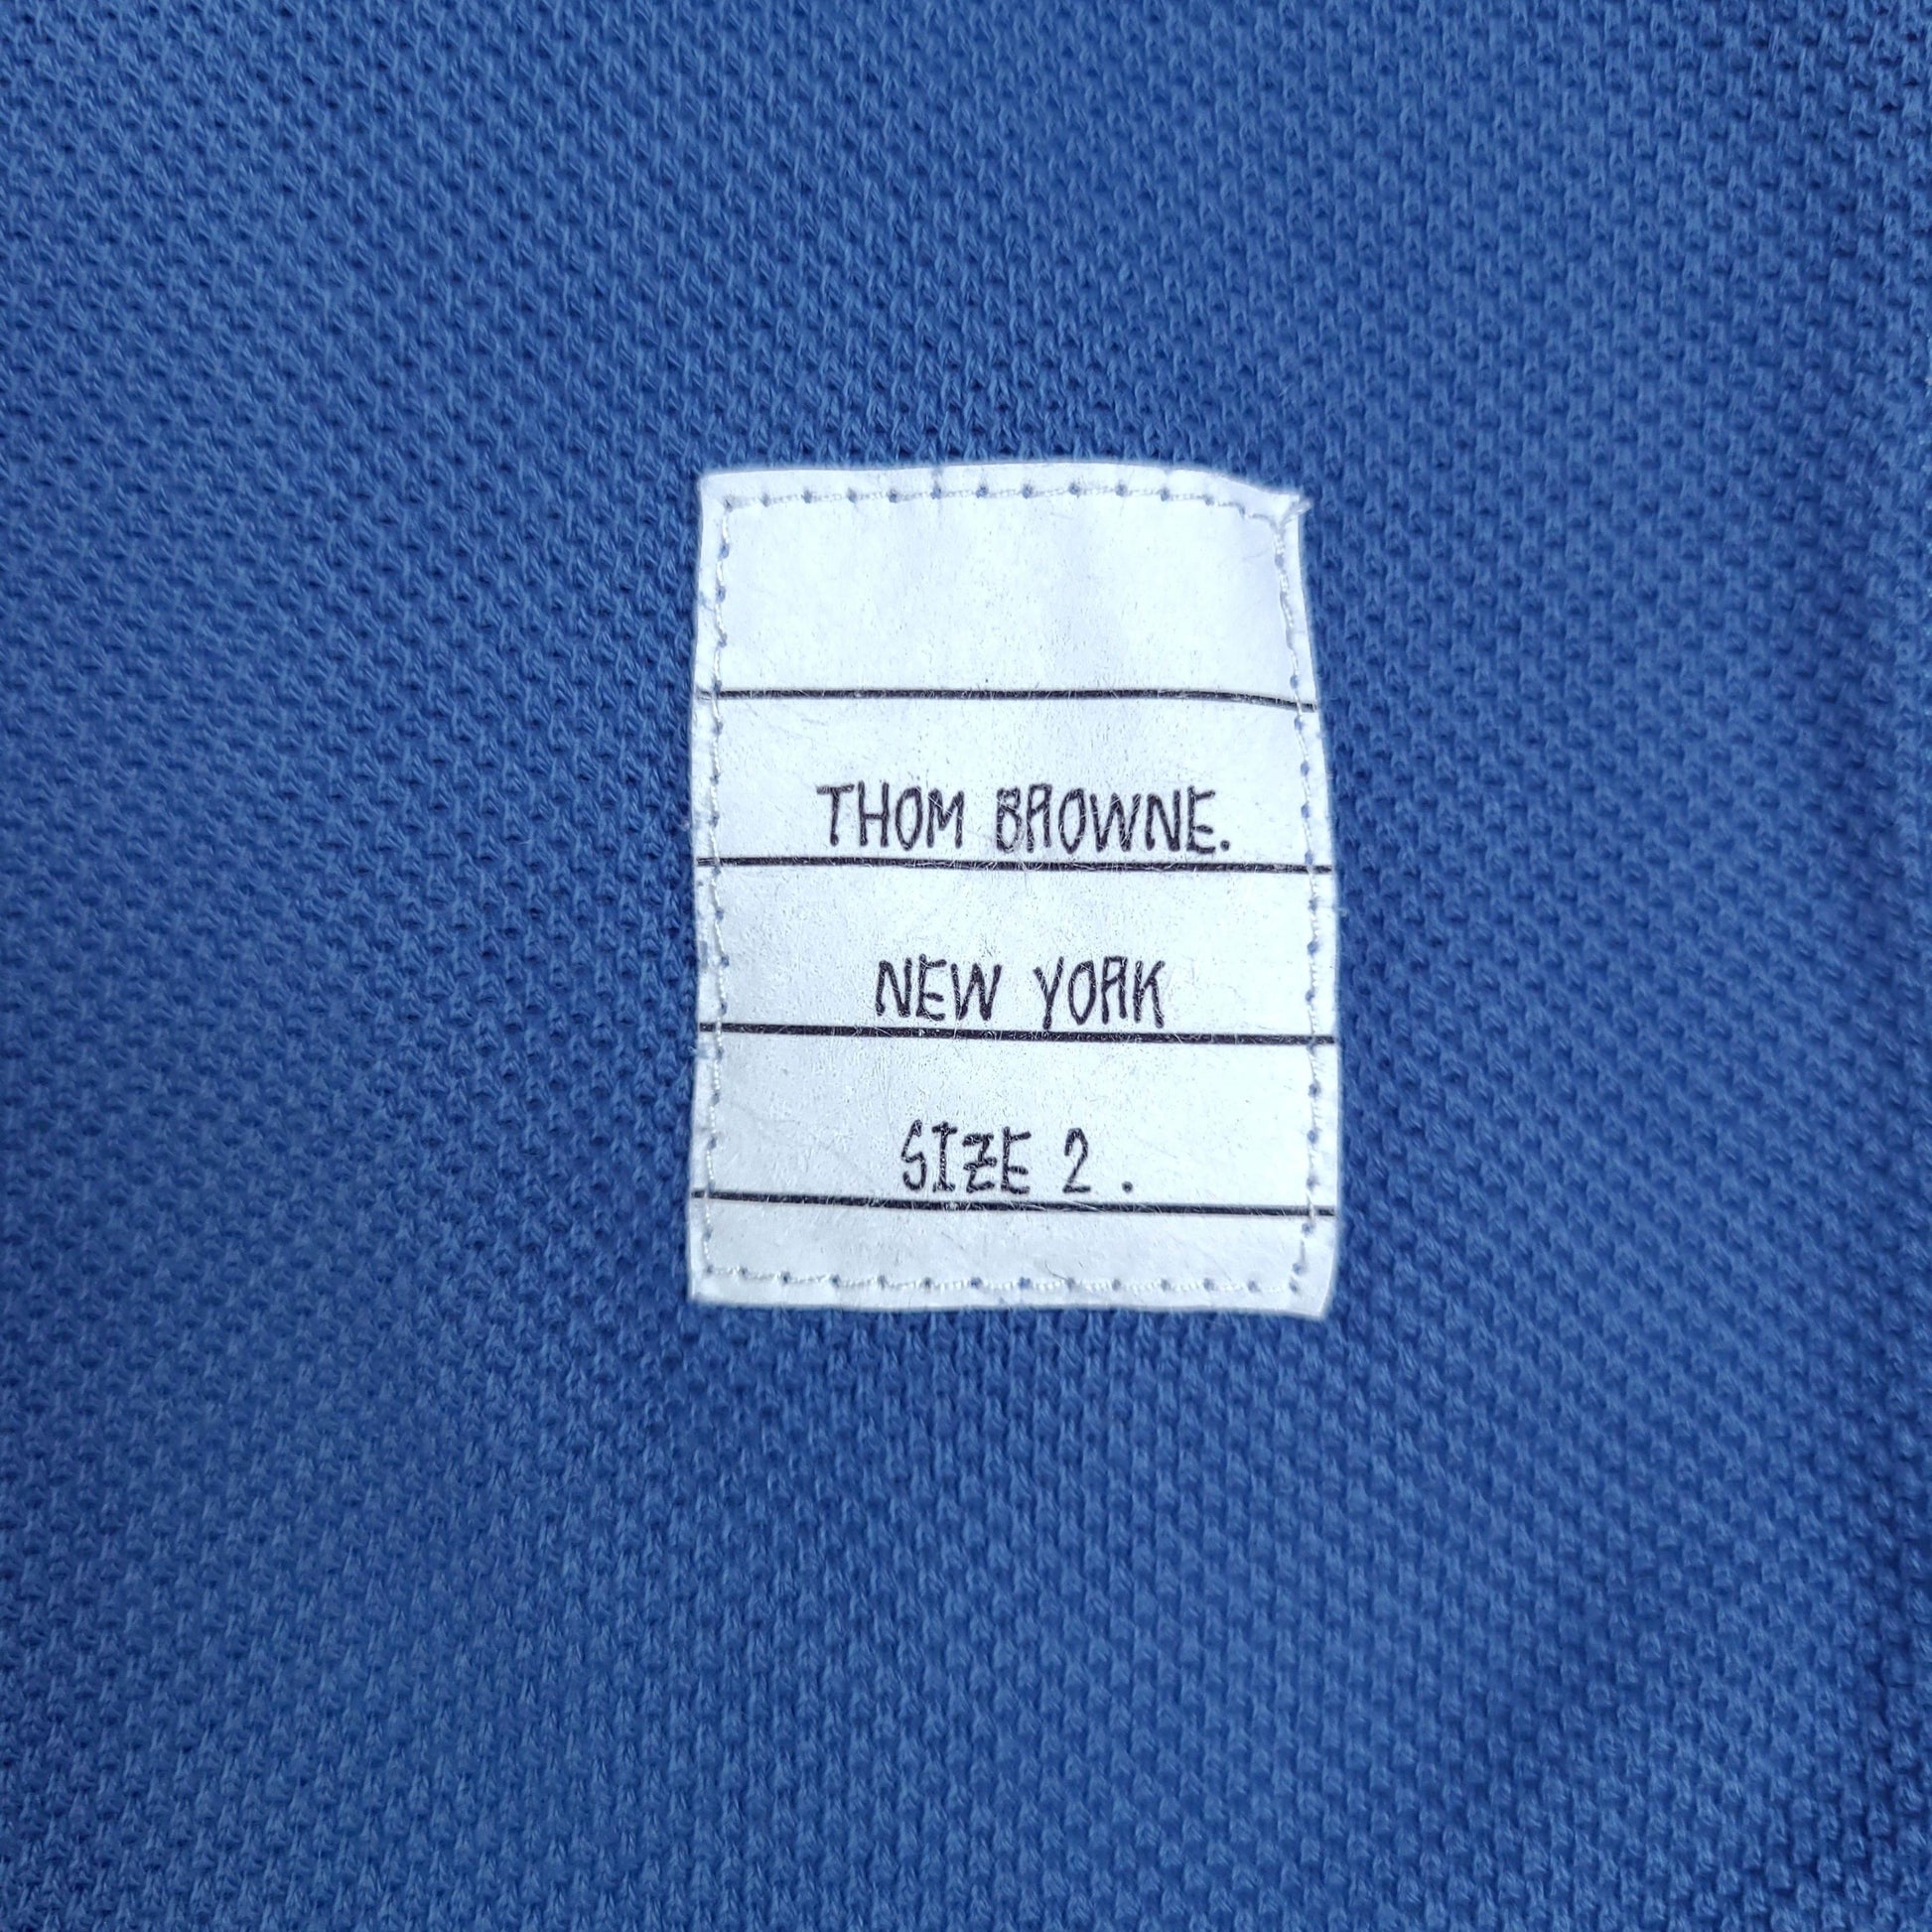 THOM BROWNE.
NEW YORK
SIZE 2 .